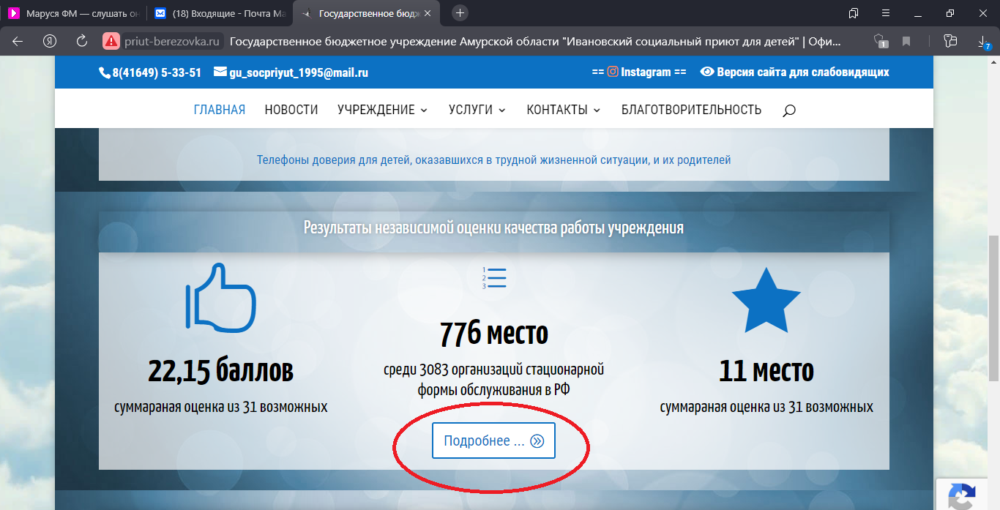 Маруся ФМ — слушать он
(18) Входящие - Почта Ма
Государственное бюдж
1
priut-berezovka.ru
Государственное бюджетное учреждение Амурской области "Ивановский социальный приют для детей" | Офи...
7
8(41649) 5-33-51
gu_socpriyut_1995@mail.ru
== Instagram ==
Версия сайта для слабовидящих
ГЛАВНАЯ
НОВОСТИ
УЧРЕЖДЕНИЕ
УСЛУГИ
КОНТАКТЫ
БЛАГОТВОРИТЕЛЬНОСТЬ
Телефоны доверия для детей, оказавшихся в трудной жизненной ситуации, и их родителей
Результаты независимой оценки качества работы учреждения
22,15 баллов
суммараная оценка из 31 возможных
1
2
3
776 место
среди 3083 организаций стационарной
формы обслуживания в РФ
Подробнее ...
11 место
суммараная оценка из 31 возможных